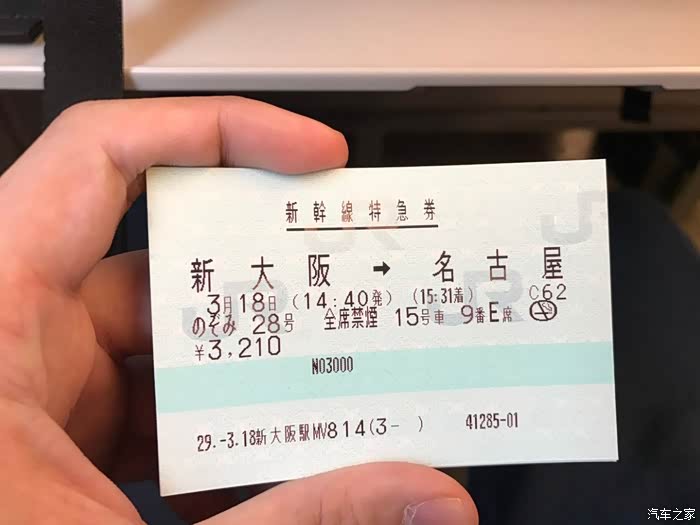 新幹線特急券
新大阪 → 名古屋
3月18日 (14:40発) (15:31着) C62
のぞみ 28号 全席禁煙 15号車 9番E席
¥3,210
NO3000
29.-3.18新大阪駅MV814(3- ) 41285-01
汽车之家